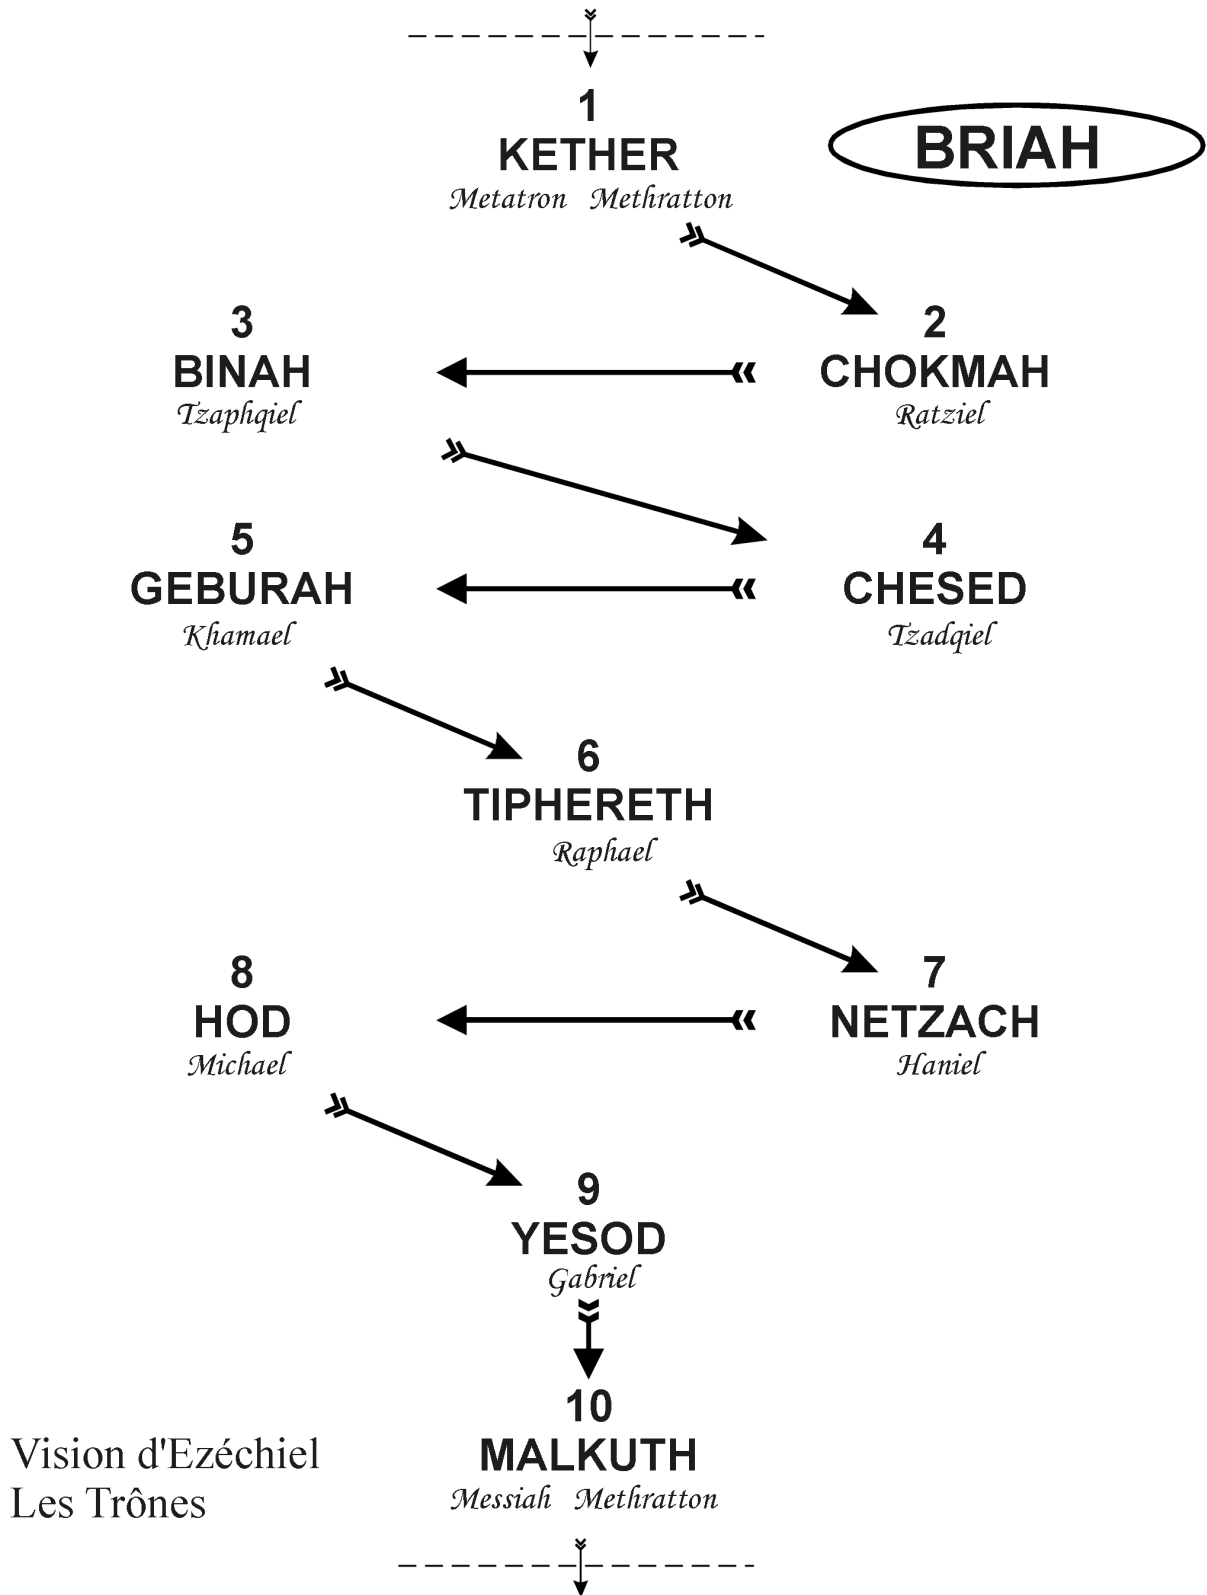 1
KETHER
Metatron Methratton
BRIAH
3
BINAH
Tzaphqiel
2
CHOKMAH
Ratziel
5
GEBURAH
Khamael
4
CHESED
Tzadqiel
6
TIPHERETH
Raphael
8
HOD
Michael
7
NETZACH
Haniel
9
YESOD
Gabriel
10
MALKUTH
Messiah Methratton
Vision d'Ezéchiel
Les Trônes